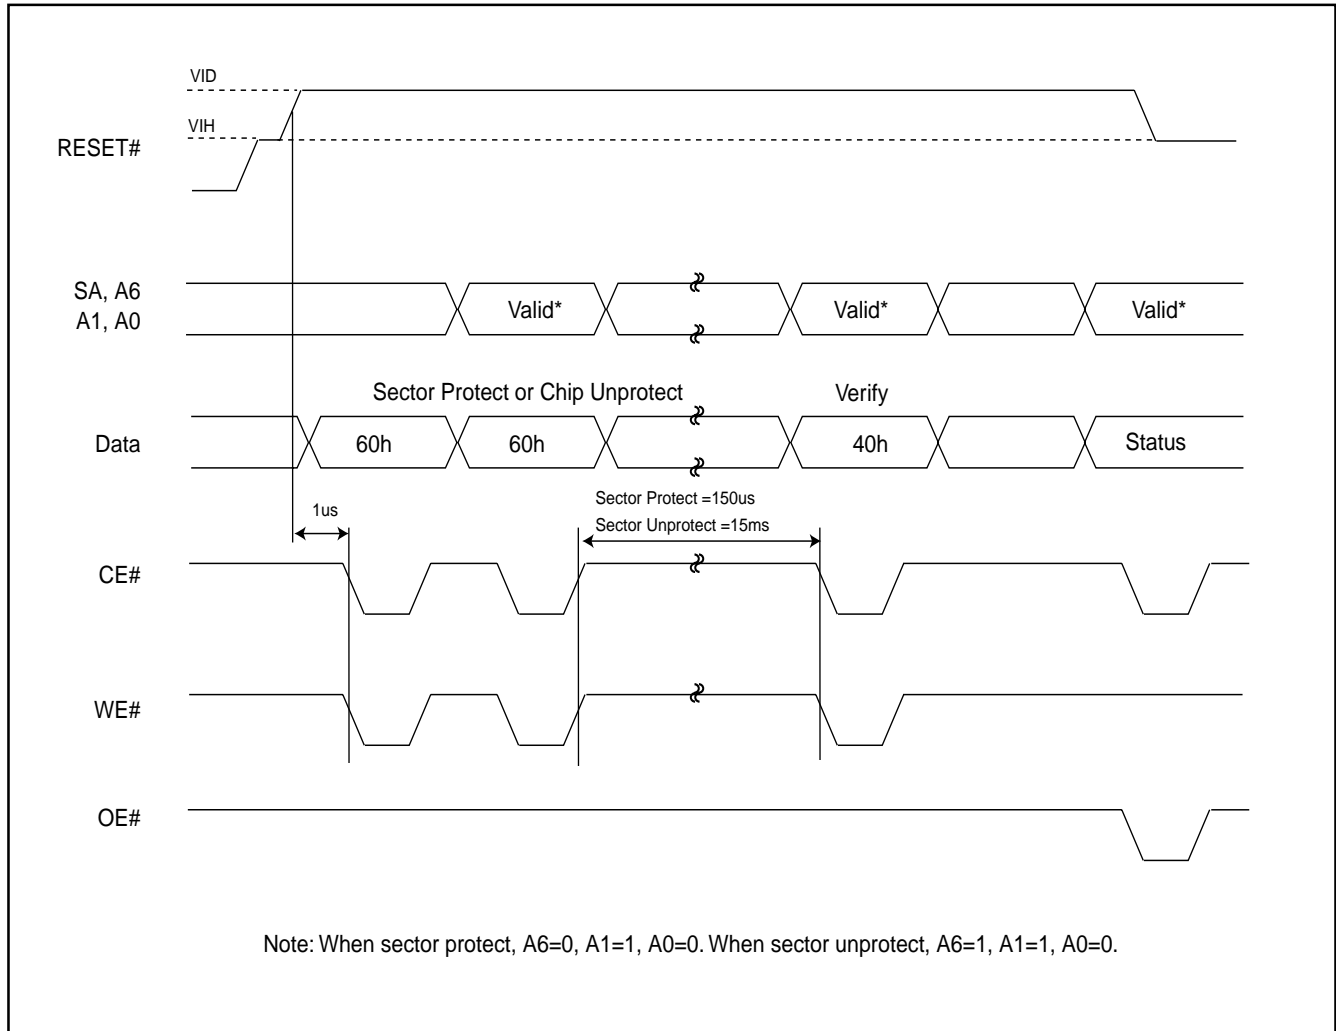 VID
VIH
RESET#
SA, A6
A1, A0
Valid*
Valid*
Valid*
Sector Protect or Chip Unprotect
Verify
Data
60h
60h
40h
Status
1us
Sector Protect =150us
Sector Unprotect =15ms
CE#
WE#
OE#
Note: When sector protect, A6=0, A1=1, A0=0. When sector unprotect, A6=1, A1=1, A0=0.